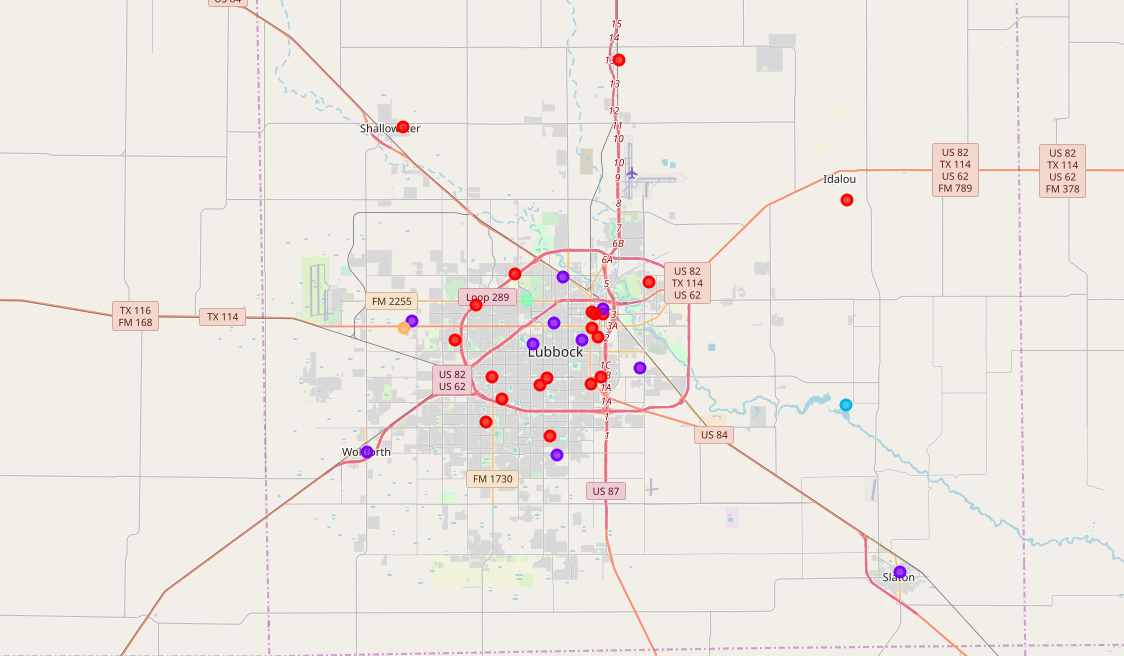 US 84
15
14
13
12
11
10
Shallowater
10
9
US 82
TX 114
US 62
FM 789
US 82
TX 114
US 62
FM 378
Idalou
8
7
6B
6A
5
US 82
TX 114
US 62
FM 2255
Loop 289
TX 116
FM 168
TX 114
3
3A
2
Lubbock
1C
US 82
US 62
1A
1A
1
1
US 84
Wolfforth
FM 1730
US 87
Slaton